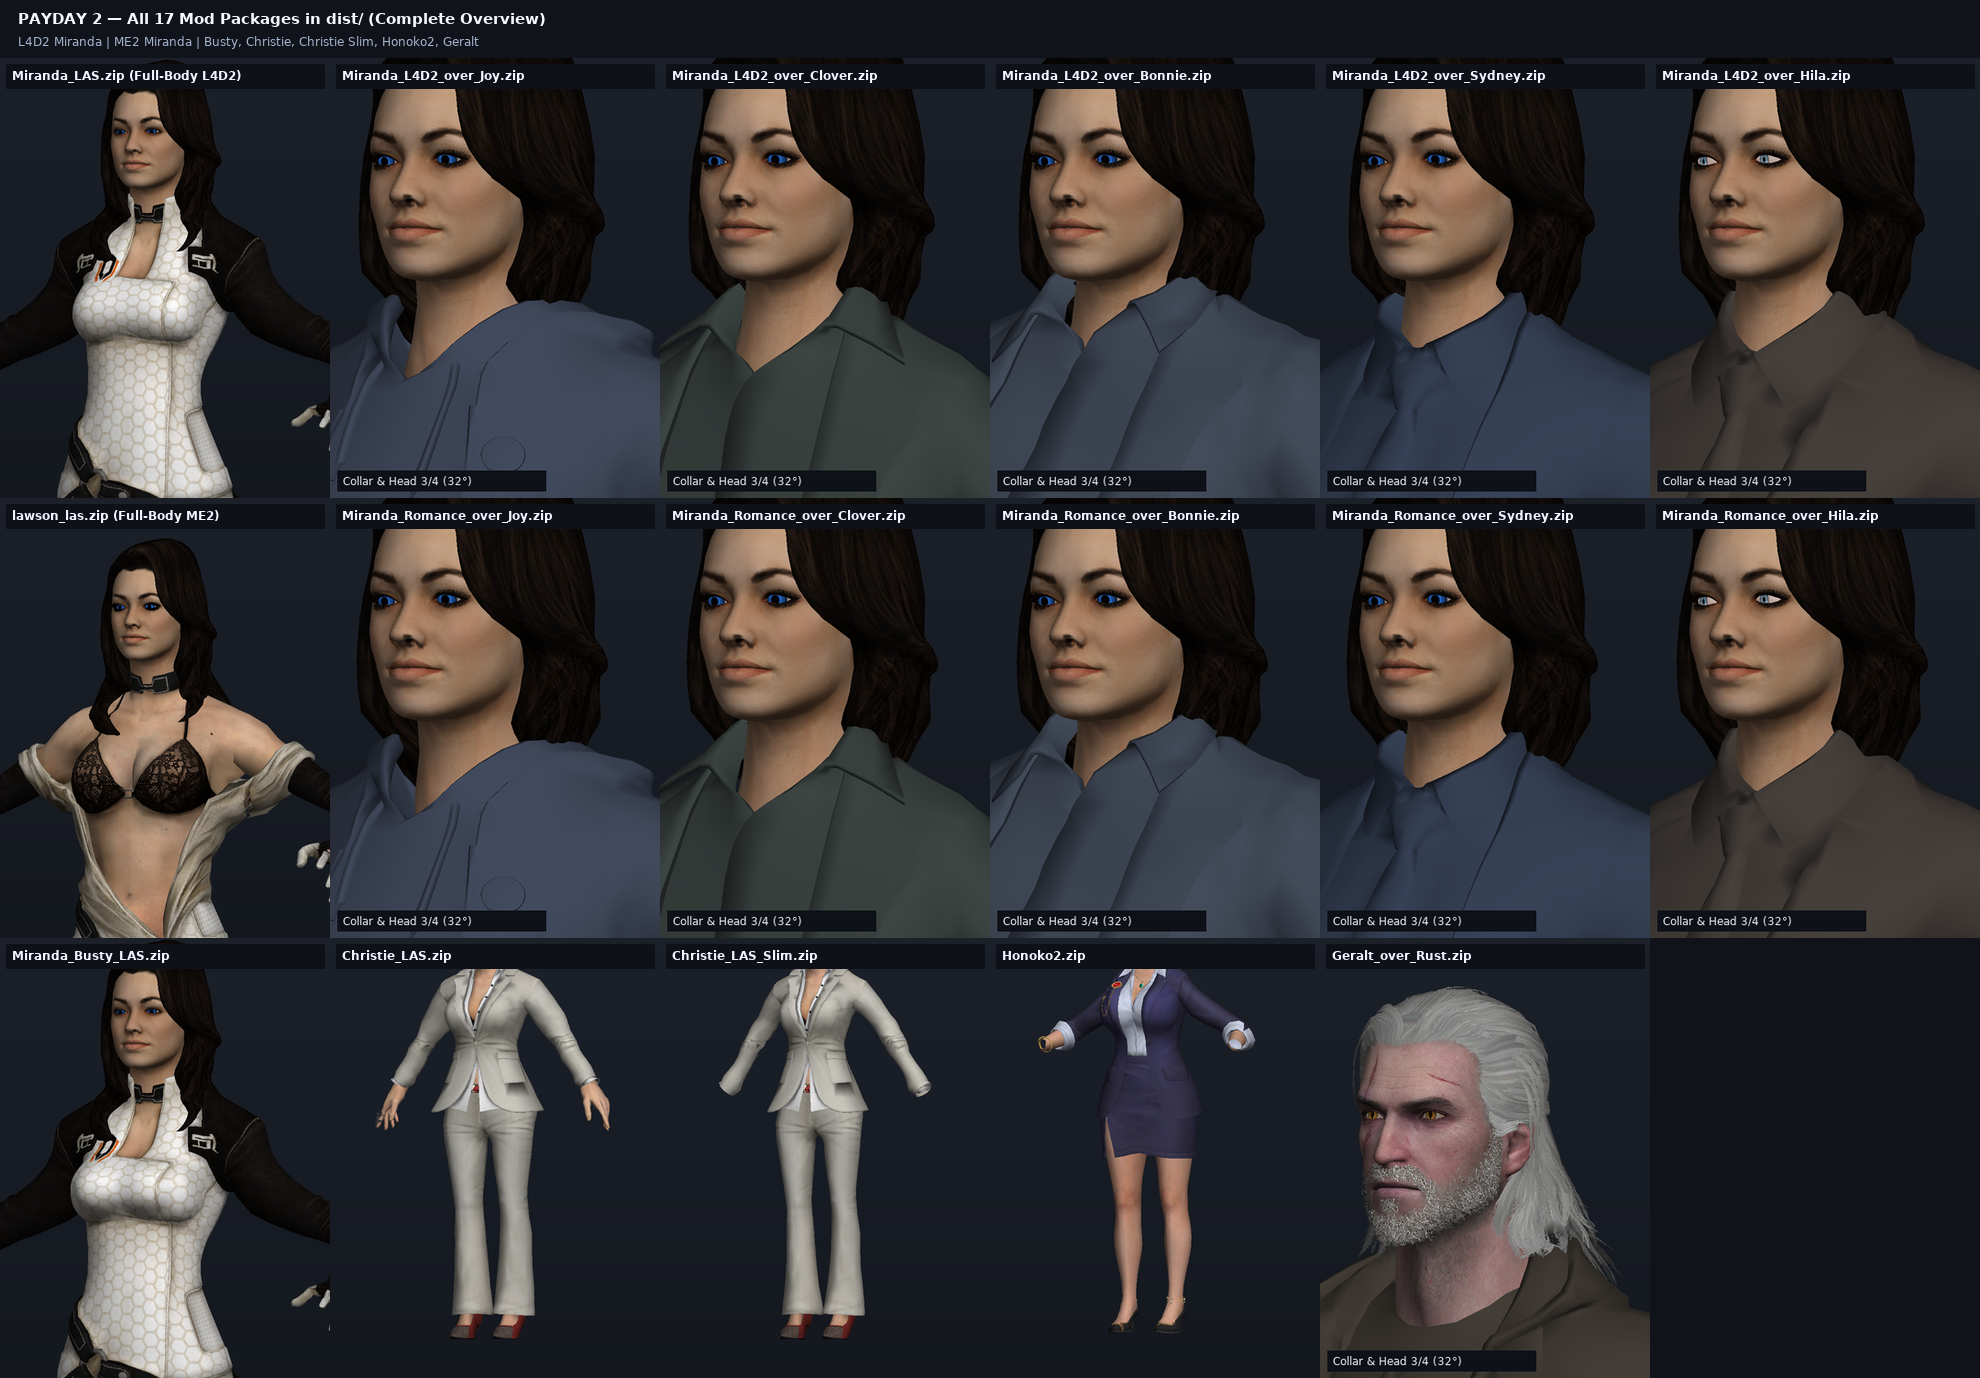 PAYDAY 2 — All 17 Mod Packages in dist/ (Complete Overview)
L4D2 Miranda | ME2 Miranda | Busty, Christie, Christie Slim, Honoko2, Geralt
Miranda_LAS.zip (Full-Body L4D2)
Miranda_L4D2_over_Joy.zip
Miranda_L4D2_over_Clover.zip
Miranda_L4D2_over_Bonnie.zip
Miranda_L4D2_over_Sydney.zip
Miranda_L4D2_over_Hila.zip
Collar & Head 3/4 (32°)
Collar & Head 3/4 (32°)
Collar & Head 3/4 (32°)
Collar & Head 3/4 (32°)
Collar & Head 3/4 (32°)
lawson_las.zip (Full-Body ME2)
Miranda_Romance_over_Joy.zip
Miranda_Romance_over_Clover.zip
Miranda_Romance_over_Bonnie.zip
Miranda_Romance_over_Sydney.zip
Miranda_Romance_over_Hila.zip
Collar & Head 3/4 (32°)
Collar & Head 3/4 (32°)
Collar & Head 3/4 (32°)
Collar & Head 3/4 (32°)
Collar & Head 3/4 (32°)
Miranda_Busty_LAS.zip
Christie_LAS.zip
Christie_LAS_Slim.zip
Honoko2.zip
Geralt_over_Rust.zip
Collar & Head 3/4 (32°)